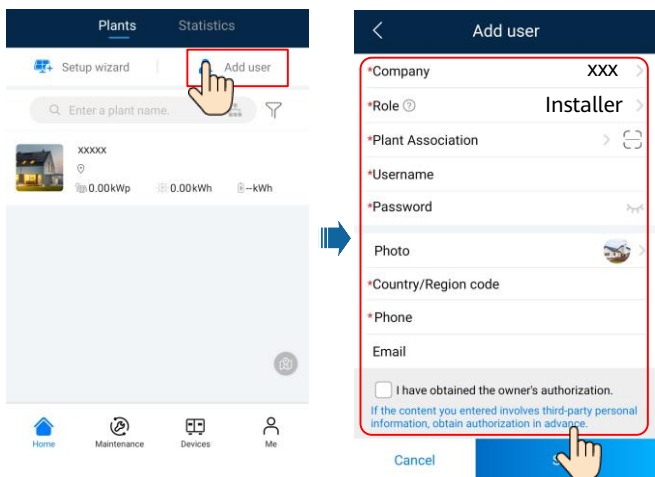 Plants Statistics
Setup wizard Add user
Enter a plant name.
xxxxx
0.00kWp 0.00kWh --kWh
Home Maintenance Devices Me
Add user
*Company XXX
*Role Installer
*Plant Association
*Username
*Password
Photo
*Country/Region code
*Phone
Email
I have obtained the owner's authorization.
If the content you entered involves third-party personal
information, obtain authorization in advance.
Cancel